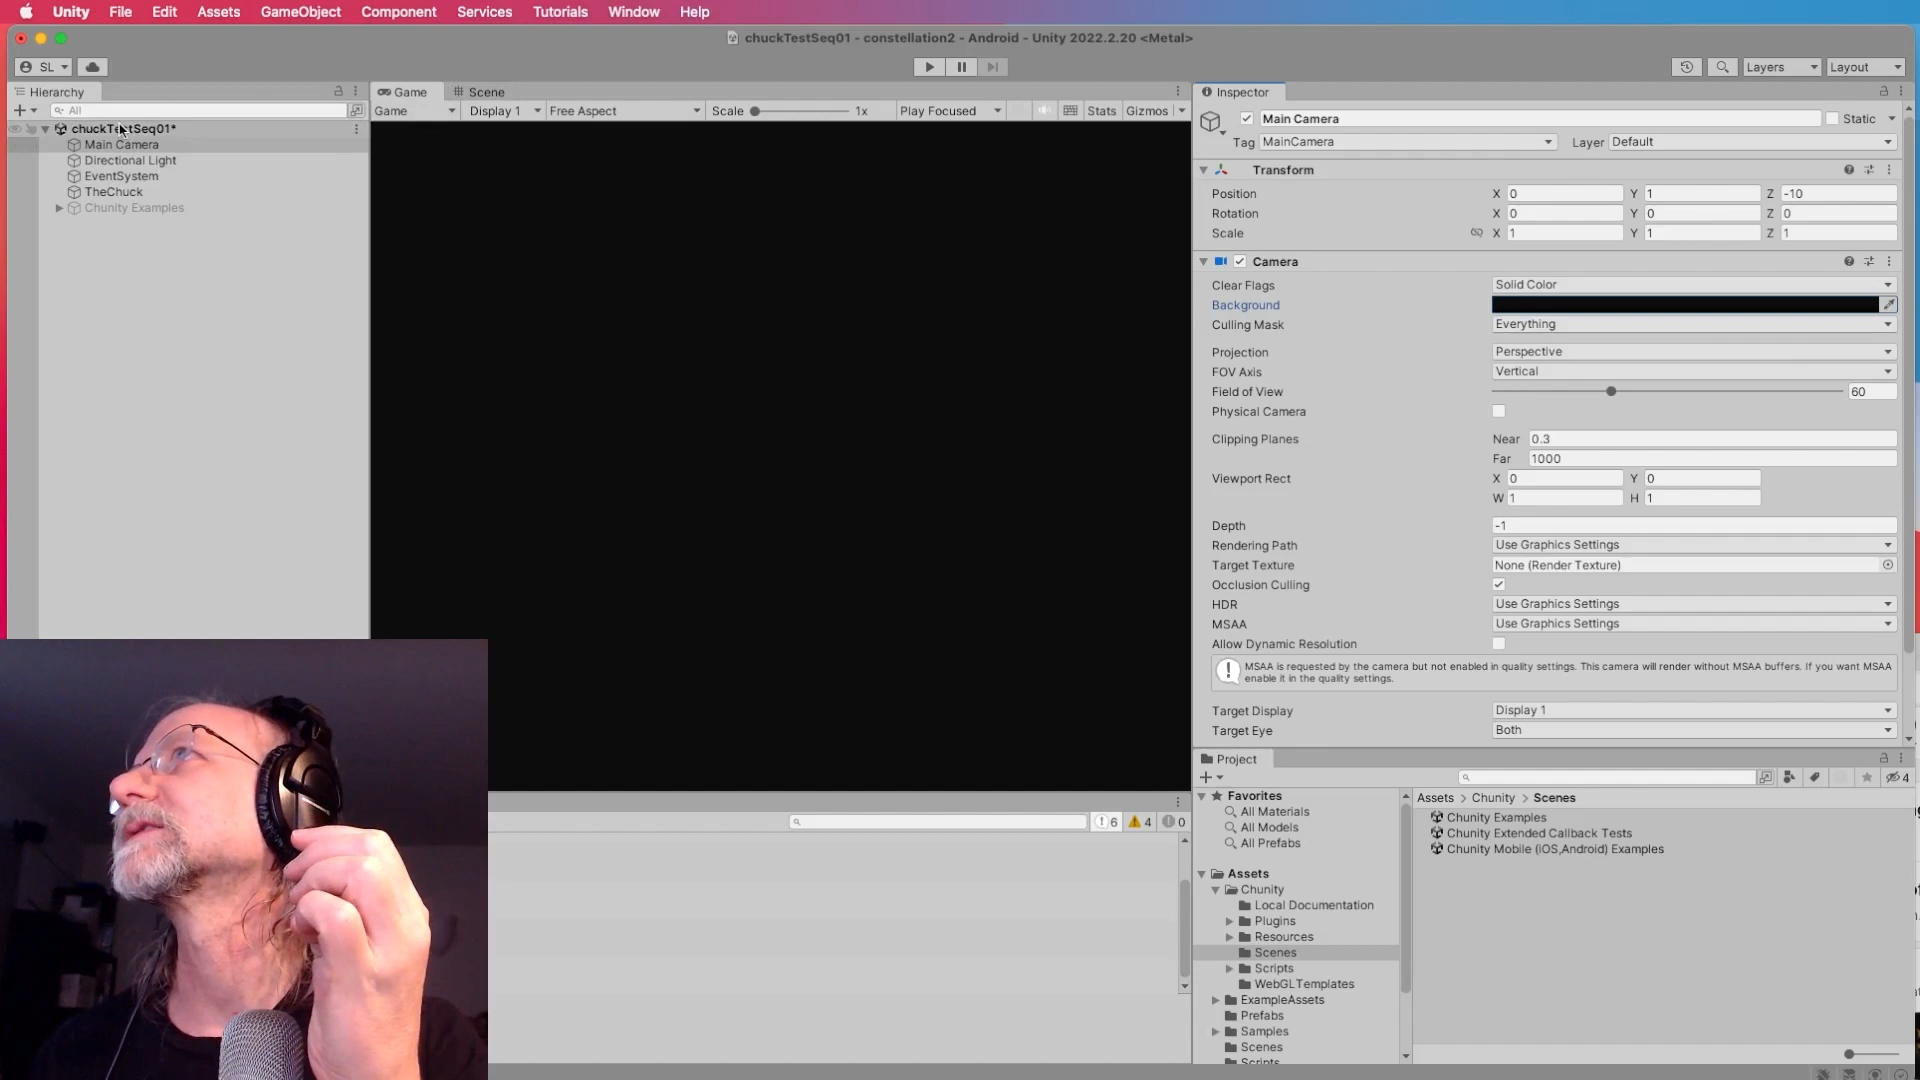 Unity File Edit Assets GameObject Component Services Tutorials Window Help
chuckTestSeq01 - constellation2 - Android - Unity 2022.2.20 <Metal>
SL
Layers Layout
Hierarchy
All
chuckTestSeq01*
Main Camera
Directional Light
EventSystem
TheChuck
Chunity Examples
Game Scene
Game Display 1 Free Aspect Scale 1x Play Focused Stats Gizmos
Inspector
Main Camera Static
Tag MainCamera Layer Default
Transform
Position X 0 Y 1 Z -10
Rotation X 0 Y 0 Z 0
Scale X 1 Y 1 Z 1
Camera
Clear Flags Solid Color
Background
Culling Mask Everything
Projection Perspective
FOV Axis Vertical
Field of View 60
Physical Camera
Clipping Planes Near 0.3
Far 1000
Viewport Rect X 0 Y 0
W 1 H 1
Depth -1
Rendering Path Use Graphics Settings
Target Texture None (Render Texture)
Occlusion Culling
HDR Use Graphics Settings
MSAA Use Graphics Settings
Allow Dynamic Resolution
MSAA is requested by the camera but not enabled in quality settings. This camera will render without MSAA buffers. If you want MSAA
enable it in the quality settings.
Target Display Display 1
Target Eye Both
6 4 0
Project
4
Favorites
All Materials
All Models
All Prefabs
Assets
Chunity
Local Documentation
Plugins
Resources
Scenes
Scripts
WebGLTemplates
ExampleAssets
Prefabs
Samples
Scenes
Scripts
Assets > Chunity > Scenes
Chunity Examples
Chunity Extended Callback Tests
Chunity Mobile (iOS,Android) Examples